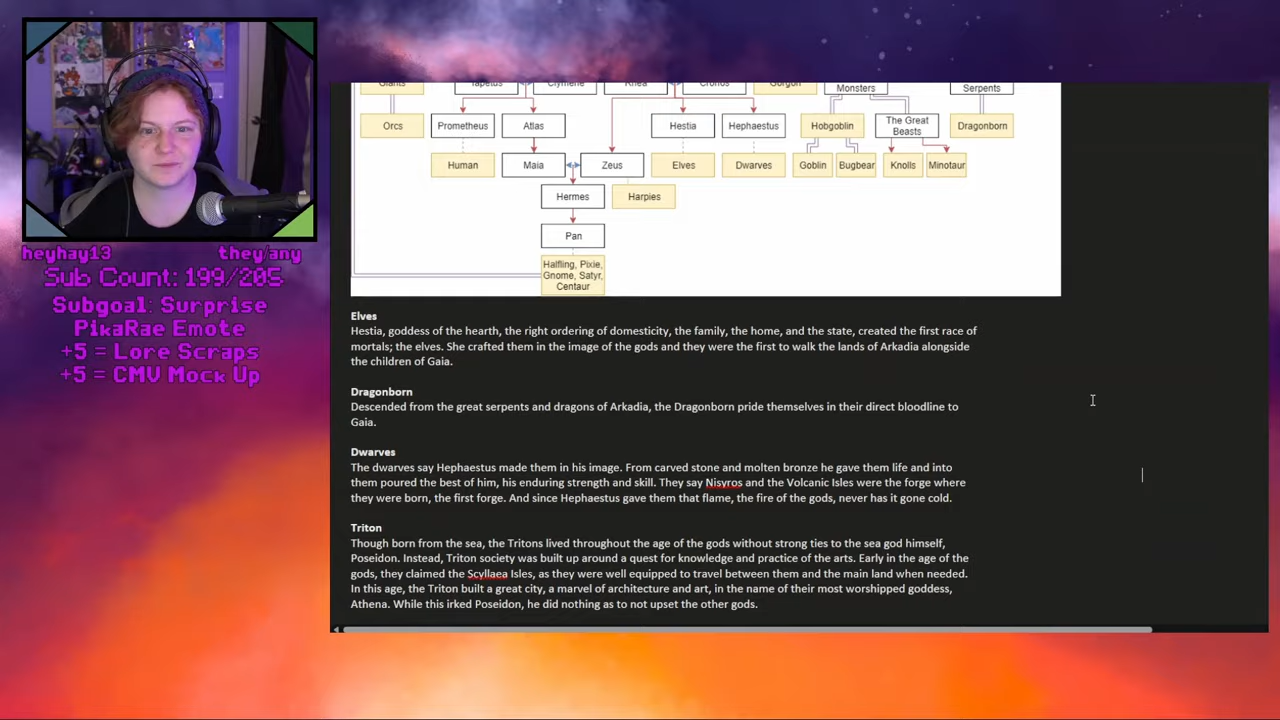 heyhay13 they/any
Sub Count: 199/205
Subgoal: Surprise
PikaRae Emote
+5 = Lore Scraps
+5 = CMV Mock Up
Giants Iapetus Clymene Rhea Cronus Gorgon Monsters Serpents
Orcs Prometheus Atlas Hestia Hephaestus Hobgoblin The Great Beasts Dragonborn
Human Maia Zeus Elves Dwarves Goblin Bugbear Knolls Minotaur
Hermes Harpies
Pan
Halfling, Pixie,
Gnome, Satyr,
Centaur
Elves
Hestia, goddess of the hearth, the right ordering of domesticity, the family, the home, and the state, created the first race of
mortals; the elves. She crafted them in the image of the gods and they were the first to walk the lands of Arkadia alongside
the children of Gaia.
Dragonborn
Descended from the great serpents and dragons of Arkadia, the Dragonborn pride themselves in their direct bloodline to
Gaia.
Dwarves
The dwarves say Hephaestus made them in his image. From carved stone and molten bronze he gave them life and into
them poured the best of him, his enduring strength and skill. They say Nisyros and the Volcanic Isles were the forge where
they were born, the first forge. And since Hephaestus gave them that flame, the fire of the gods, never has it gone cold.
Triton
Though born from the sea, the Tritons lived throughout the age of the gods without strong ties to the sea god himself,
Poseidon. Instead, Triton society was built up around a quest for knowledge and practice of the arts. Early in the age of the
gods, they claimed the Scyllaea Isles, as they were well equipped to travel between them and the main land when needed.
In this age, the Triton built a great city, a marvel of architecture and art, in the name of their most worshipped goddess,
Athena. While this irked Poseidon, he did nothing as to not upset the other gods.